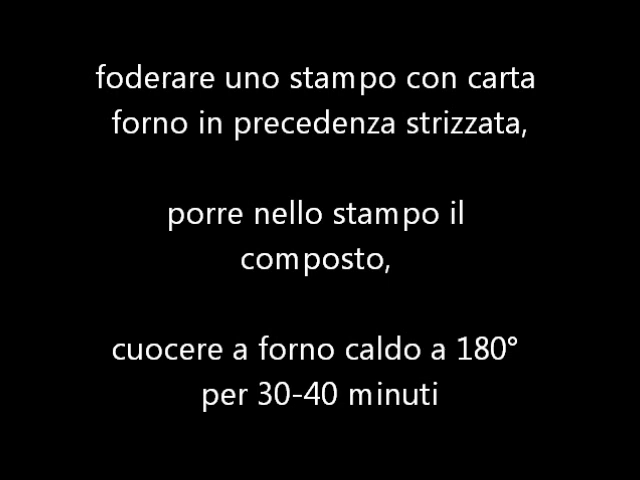 foderare uno stampo con carta
forno in precedenza strizzata,
porre nello stampo il
composto,
cuocere a forno caldo a 180°
per 30-40 minuti